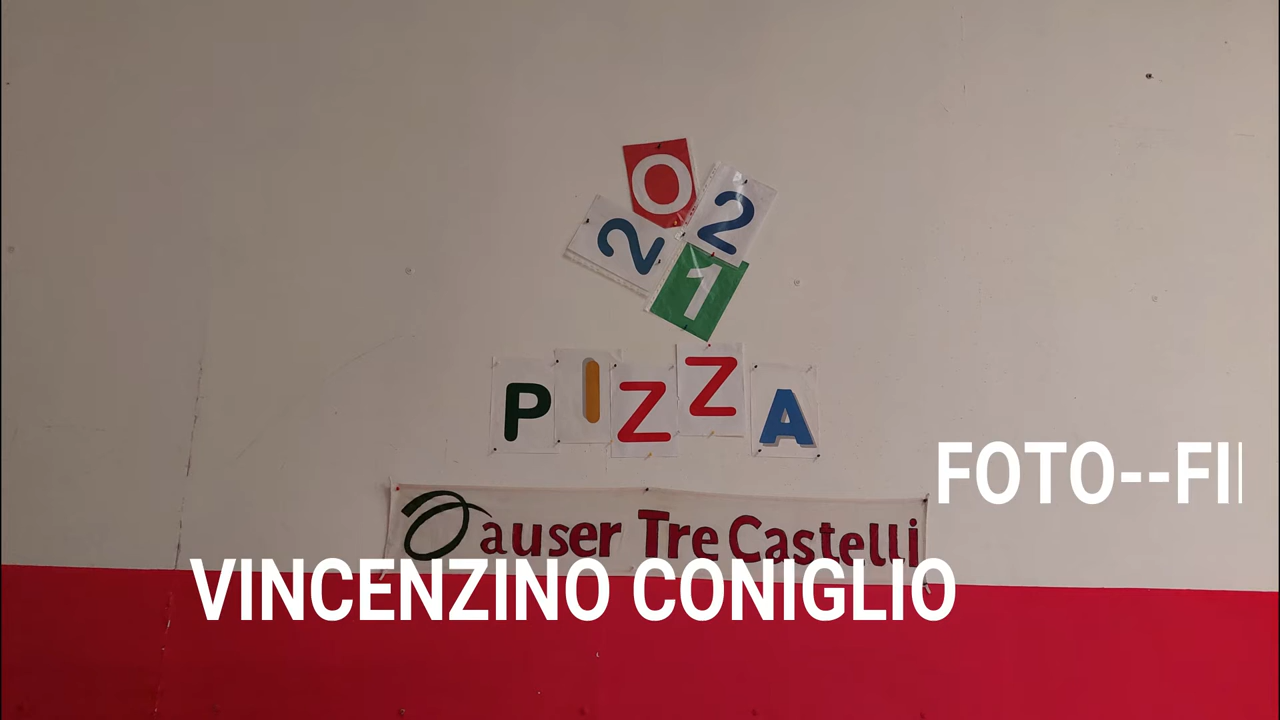 2021
PIZZA
auser Tre Castelli
FOTO--FI
VINCENZINO CONIGLIO